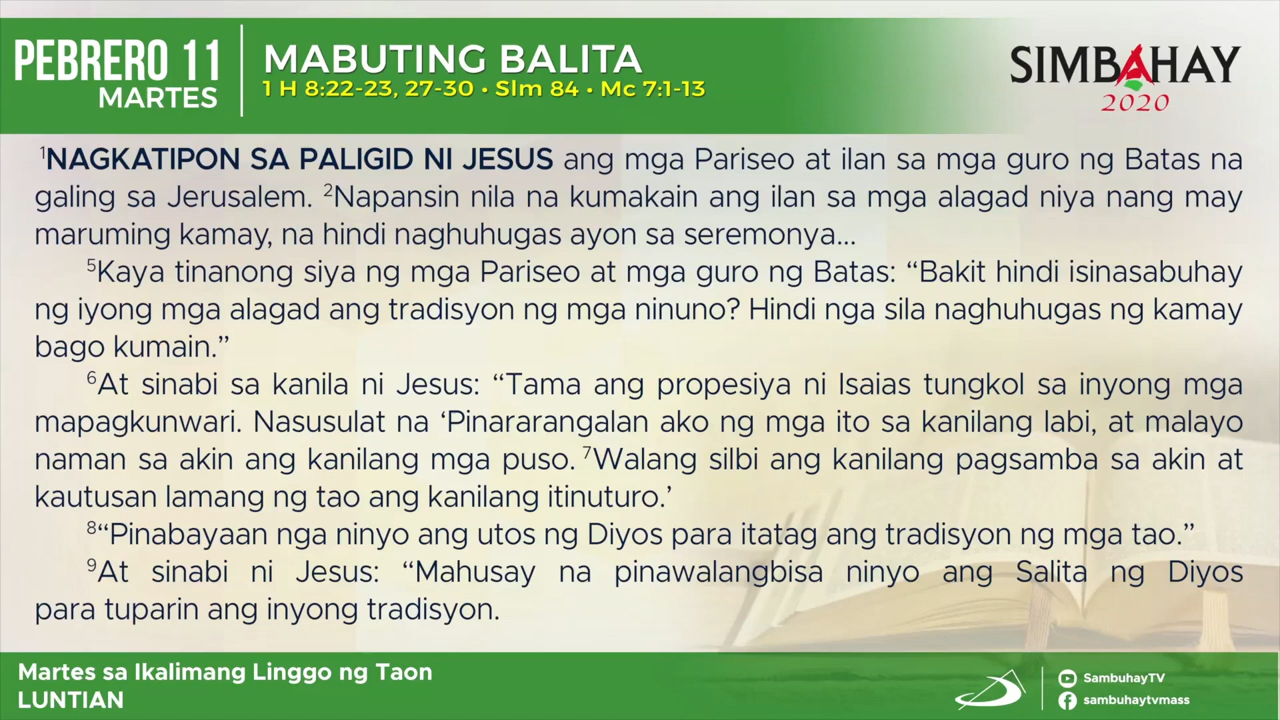 PEBRERO 11
MARTES
MABUTING BALITA
1 H 8:22-23, 27-30 • Slm 84 • Mc 7:1-13
SIMBAHAY
2020
¹NAGKATIPON SA PALIGID NI JESUS ang mga Pariseo at ilan sa mga guro ng Batas na
galing sa Jerusalem. ²Napansin nila na kumakain ang ilan sa mga alagad niya nang may
maruming kamay, na hindi naghuhugas ayon sa seremonya...
⁵Kaya tinanong siya ng mga Pariseo at mga guro ng Batas: “Bakit hindi isinasabuhay
ng iyong mga alagad ang tradisyon ng mga ninuno? Hindi nga sila naghuhugas ng kamay
bago kumain.”
⁶At sinabi sa kanila ni Jesus: “Tama ang propesiya ni Isaias tungkol sa inyong mga
mapagkunwari. Nasusulat na ‘Pinararangalan ako ng mga ito sa kanilang labi, at malayo
naman sa akin ang kanilang mga puso. ⁷Walang silbi ang kanilang pagsamba sa akin at
kautusan lamang ng tao ang kanilang itinuturo.’
⁸“Pinabayaan nga ninyo ang utos ng Diyos para itatag ang tradisyon ng mga tao.”
⁹At sinabi ni Jesus: “Mahusay na pinawalangbisa ninyo ang Salita ng Diyos
para tuparin ang inyong tradisyon.
Martes sa Ikalimang Linggo ng Taon
LUNTIAN
SambuhayTV
sambuhaytvmass